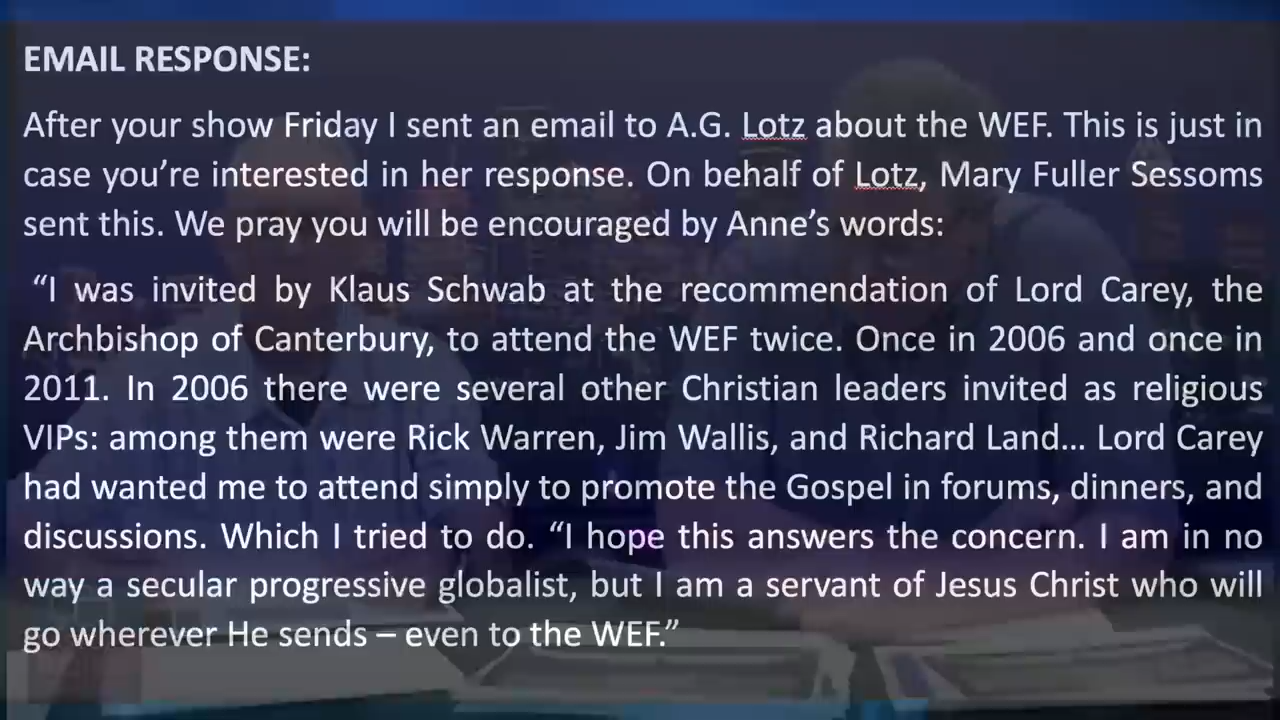 EMAIL RESPONSE:
After your show Friday I sent an email to A.G. Lotz about the WEF. This is just in
case you’re interested in her response. On behalf of Lotz, Mary Fuller Sessoms
sent this. We pray you will be encouraged by Anne’s words:
“I was invited by Klaus Schwab at the recommendation of Lord Carey, the
Archbishop of Canterbury, to attend the WEF twice. Once in 2006 and once in
2011. In 2006 there were several other Christian leaders invited as religious
VIPs: among them were Rick Warren, Jim Wallis, and Richard Land... Lord Carey
had wanted me to attend simply to promote the Gospel in forums, dinners, and
discussions. Which I tried to do. “I hope this answers the concern. I am in no
way a secular progressive globalist, but I am a servant of Jesus Christ who will
go wherever He sends – even to the WEF.”